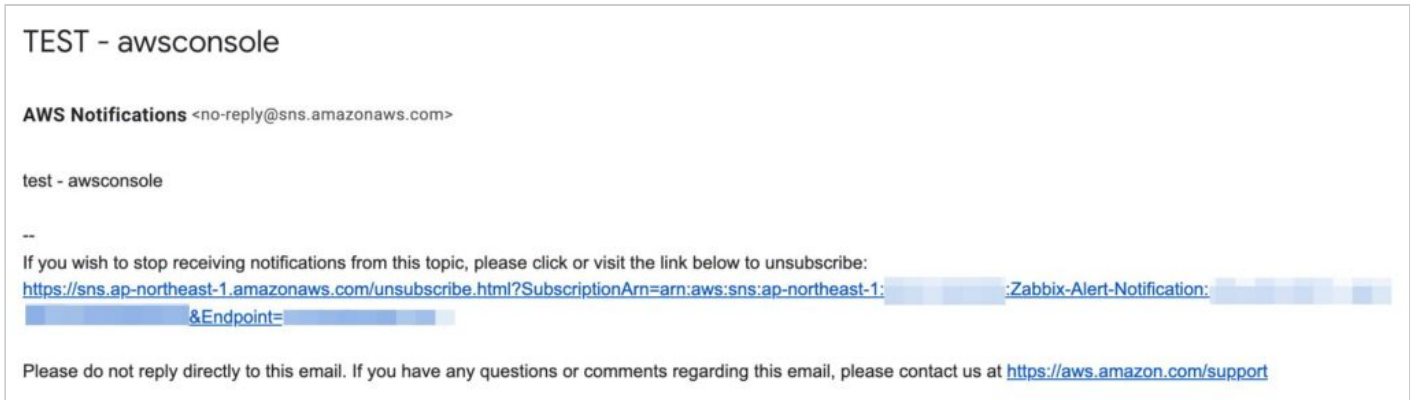 TEST - awsconsole
AWS Notifications <no-reply@sns.amazonaws.com>
test - awsconsole
--
If you wish to stop receiving notifications from this topic, please click or visit the link below to unsubscribe:
https://sns.ap-northeast-1.amazonaws.com/unsubscribe.html?SubscriptionArn=arn:aws:sns:ap-northeast-1: :Zabbix-Alert-Notification:
&Endpoint=
Please do not reply directly to this email. If you have any questions or comments regarding this email, please contact us at https://aws.amazon.com/support